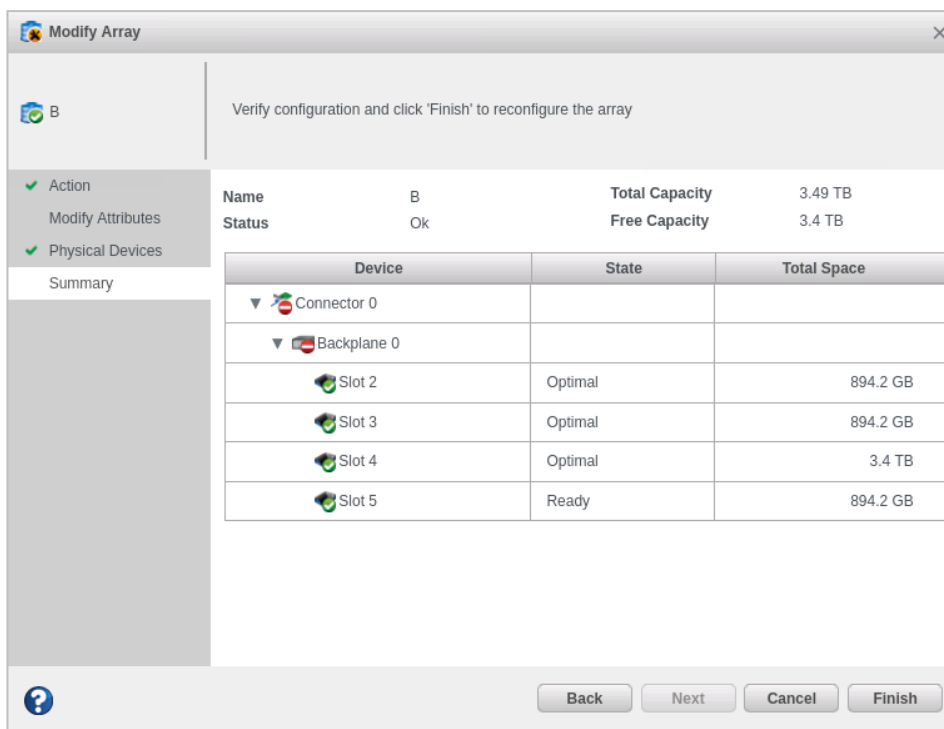 Modify Array
B
Verify configuration and click 'Finish' to reconfigure the array
Action
Modify Attributes
Physical Devices
Summary
Name B Total Capacity 3.49 TB
Status Ok Free Capacity 3.4 TB
Device State Total Space
Connector 0
Backplane 0
Slot 2 Optimal 894.2 GB
Slot 3 Optimal 894.2 GB
Slot 4 Optimal 3.4 TB
Slot 5 Ready 894.2 GB
? Back Next Cancel Finish